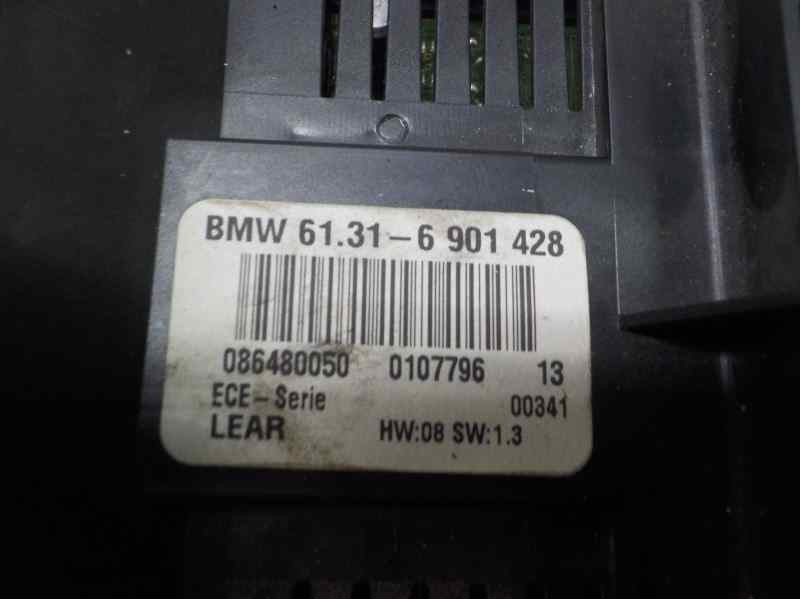 BMW 61.31-6 901 428
086480050 0107796 13
ECE-Serie 00341
LEAR HW:08 SW:1.3